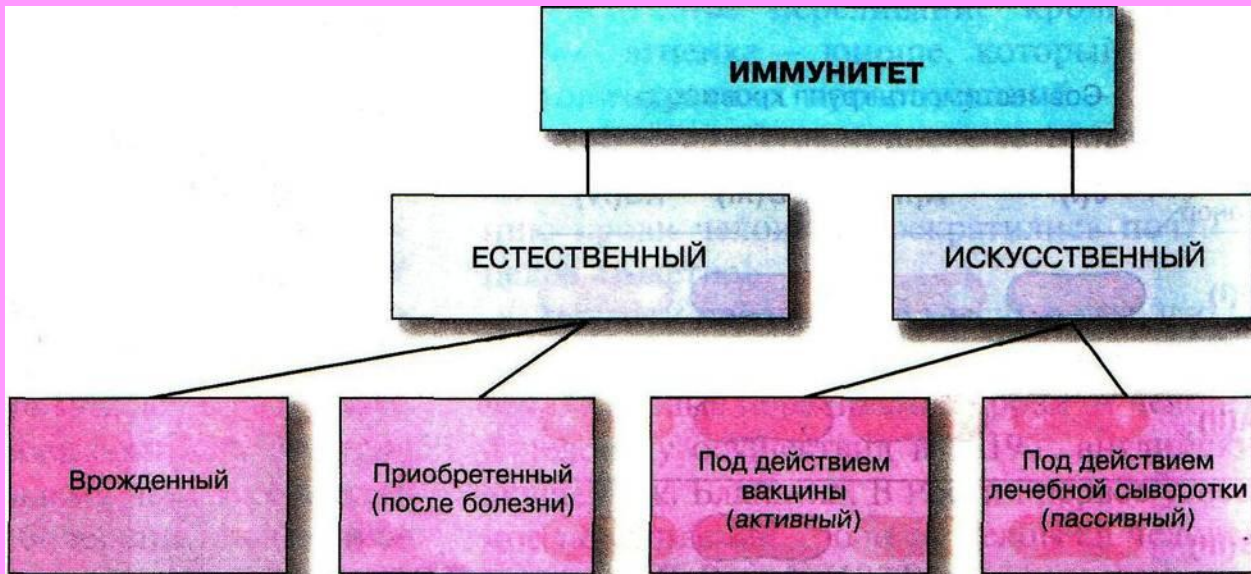 ИММУНИТЕТ
ЕСТЕСТВЕННЫЙ
ИСКУССТВЕННЫЙ
Врожденный
Приобретенный
(после болезни)
Под действием
вакцины
(активный)
Под действием
лечебной сыворотки
(пассивный)